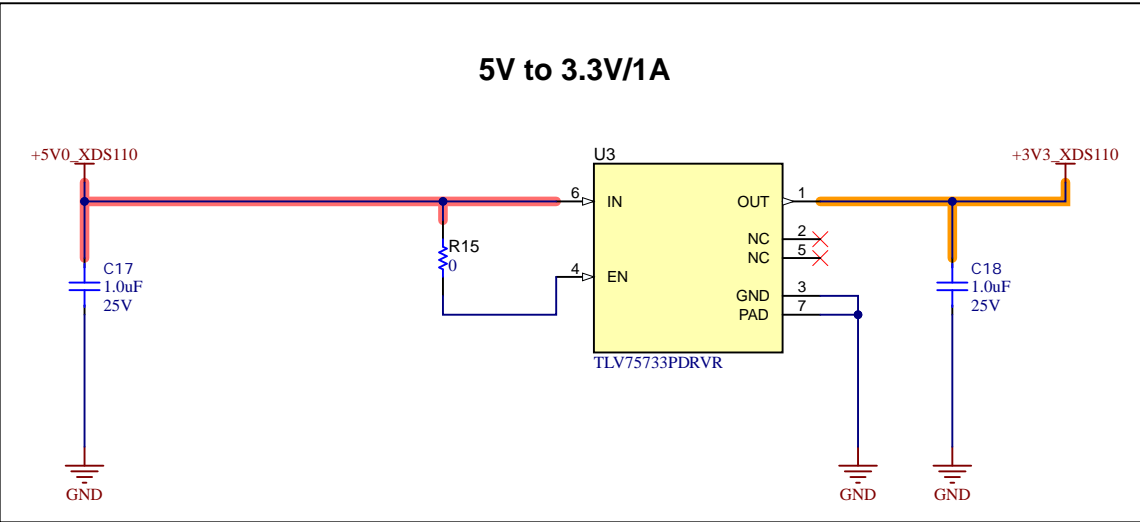 5V to 3.3V/1A
+5V0_XDS110
+3V3_XDS110
U3
6
IN
OUT
1
NC
2
NC
5
R15
0
4
EN
GND
3
PAD
7
TLV75733PDRVR
C17
1.0uF
25V
C18
1.0uF
25V
GND
GND
GND